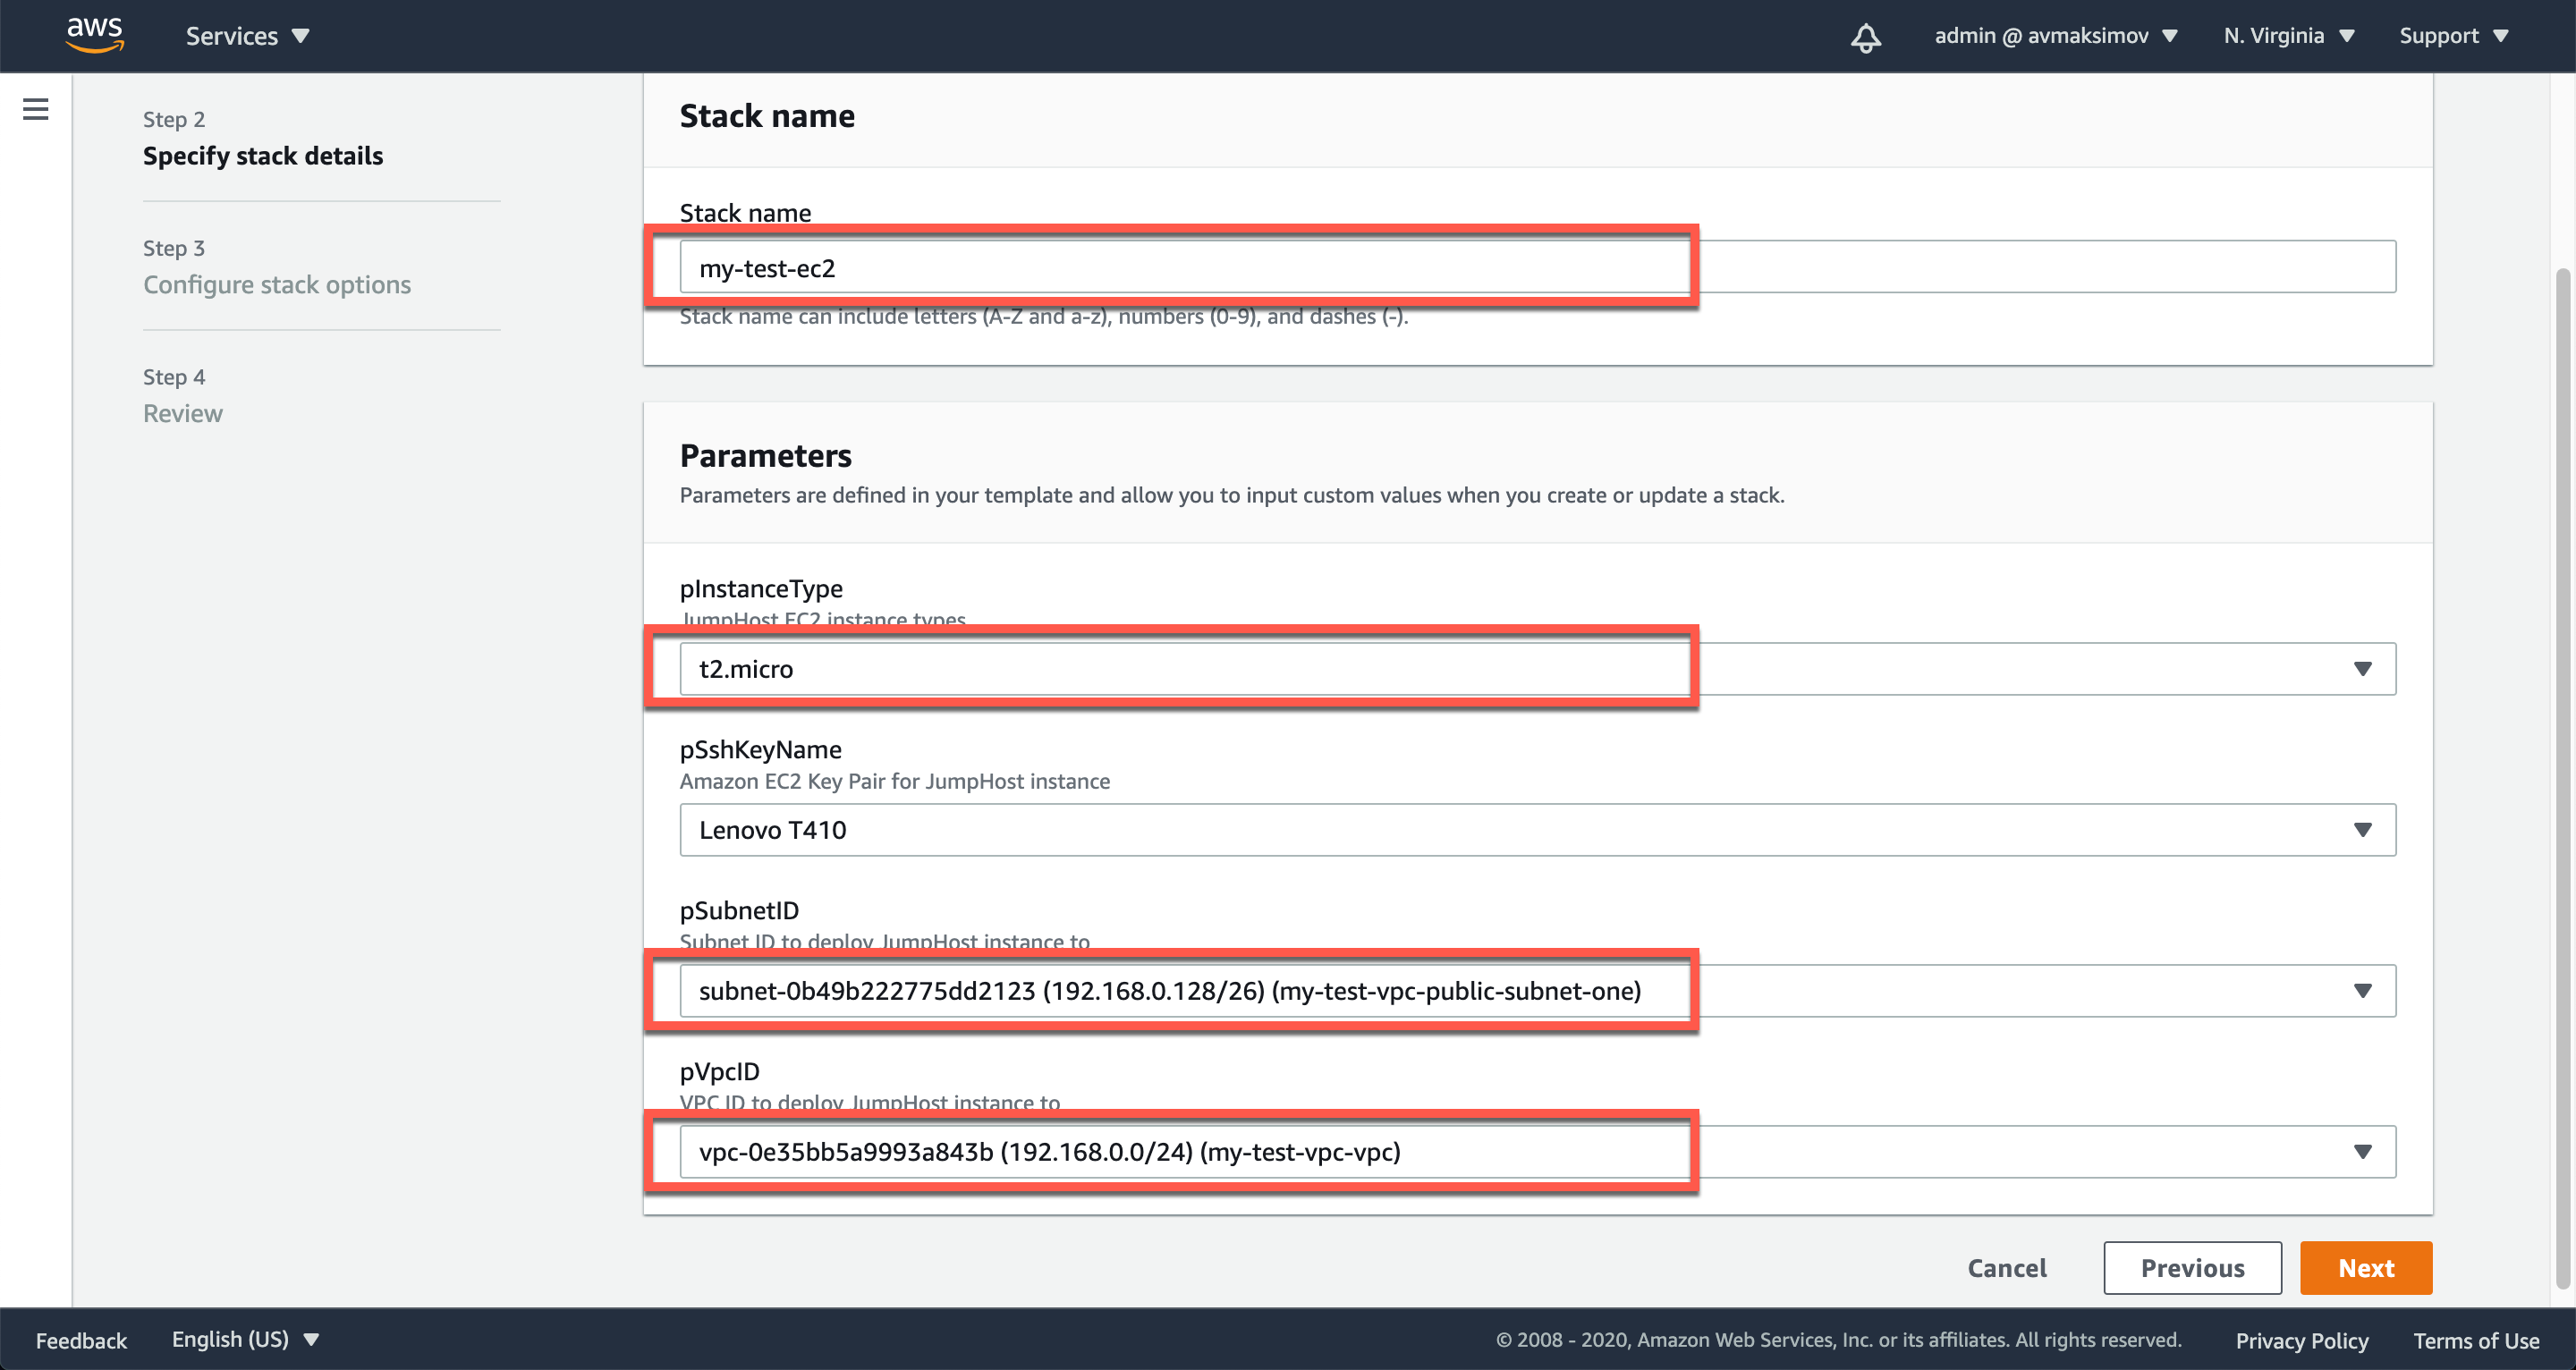 aws Services admin @ avmaksimov N. Virginia Support
Step 2
Specify stack details
Step 3
Configure stack options
Step 4
Review
Stack name
Stack name
my-test-ec2
Stack name can include letters (A-Z and a-z), numbers (0-9), and dashes (-).
Parameters
Parameters are defined in your template and allow you to input custom values when you create or update a stack.
pInstanceType
JumpHost EC2 instance types
t2.micro
pSshKeyName
Amazon EC2 Key Pair for JumpHost instance
Lenovo T410
pSubnetID
Subnet ID to deploy JumpHost instance to
subnet-0b49b222775dd2123 (192.168.0.128/26) (my-test-vpc-public-subnet-one)
pVpcID
VPC ID to deploy JumpHost instance to
vpc-0e35bb5a9993a843b (192.168.0.0/24) (my-test-vpc-vpc)
Cancel Previous Next
Feedback English (US) © 2008 - 2020, Amazon Web Services, Inc. or its affiliates. All rights reserved. Privacy Policy Terms of Use